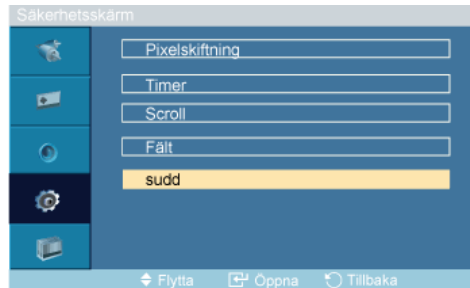 Säkerhetsskärm
Pixelskiftning
Timer
Scroll
Fält
sudd
Flytta Öppna Tillbaka